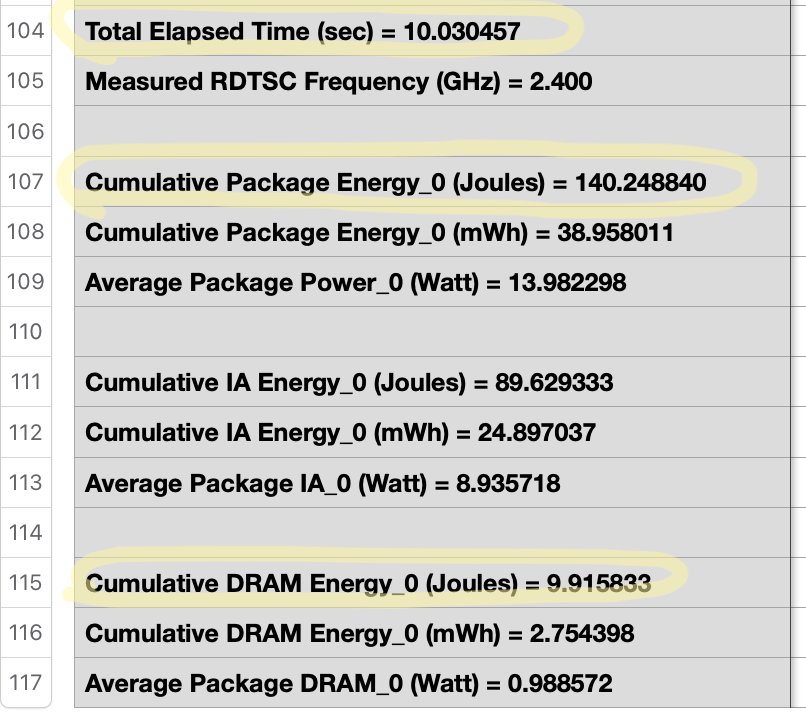 104 Total Elapsed Time (sec) = 10.030457
105 Measured RDTSC Frequency (GHz) = 2.400
106
107 Cumulative Package Energy_0 (Joules) = 140.248840
108 Cumulative Package Energy_0 (mWh) = 38.958011
109 Average Package Power_0 (Watt) = 13.982298
110
111 Cumulative IA Energy_0 (Joules) = 89.629333
112 Cumulative IA Energy_0 (mWh) = 24.897037
113 Average Package IA_0 (Watt) = 8.935718
114
115 Cumulative DRAM Energy_0 (Joules) = 9.915833
116 Cumulative DRAM Energy_0 (mWh) = 2.754398
117 Average Package DRAM_0 (Watt) = 0.988572